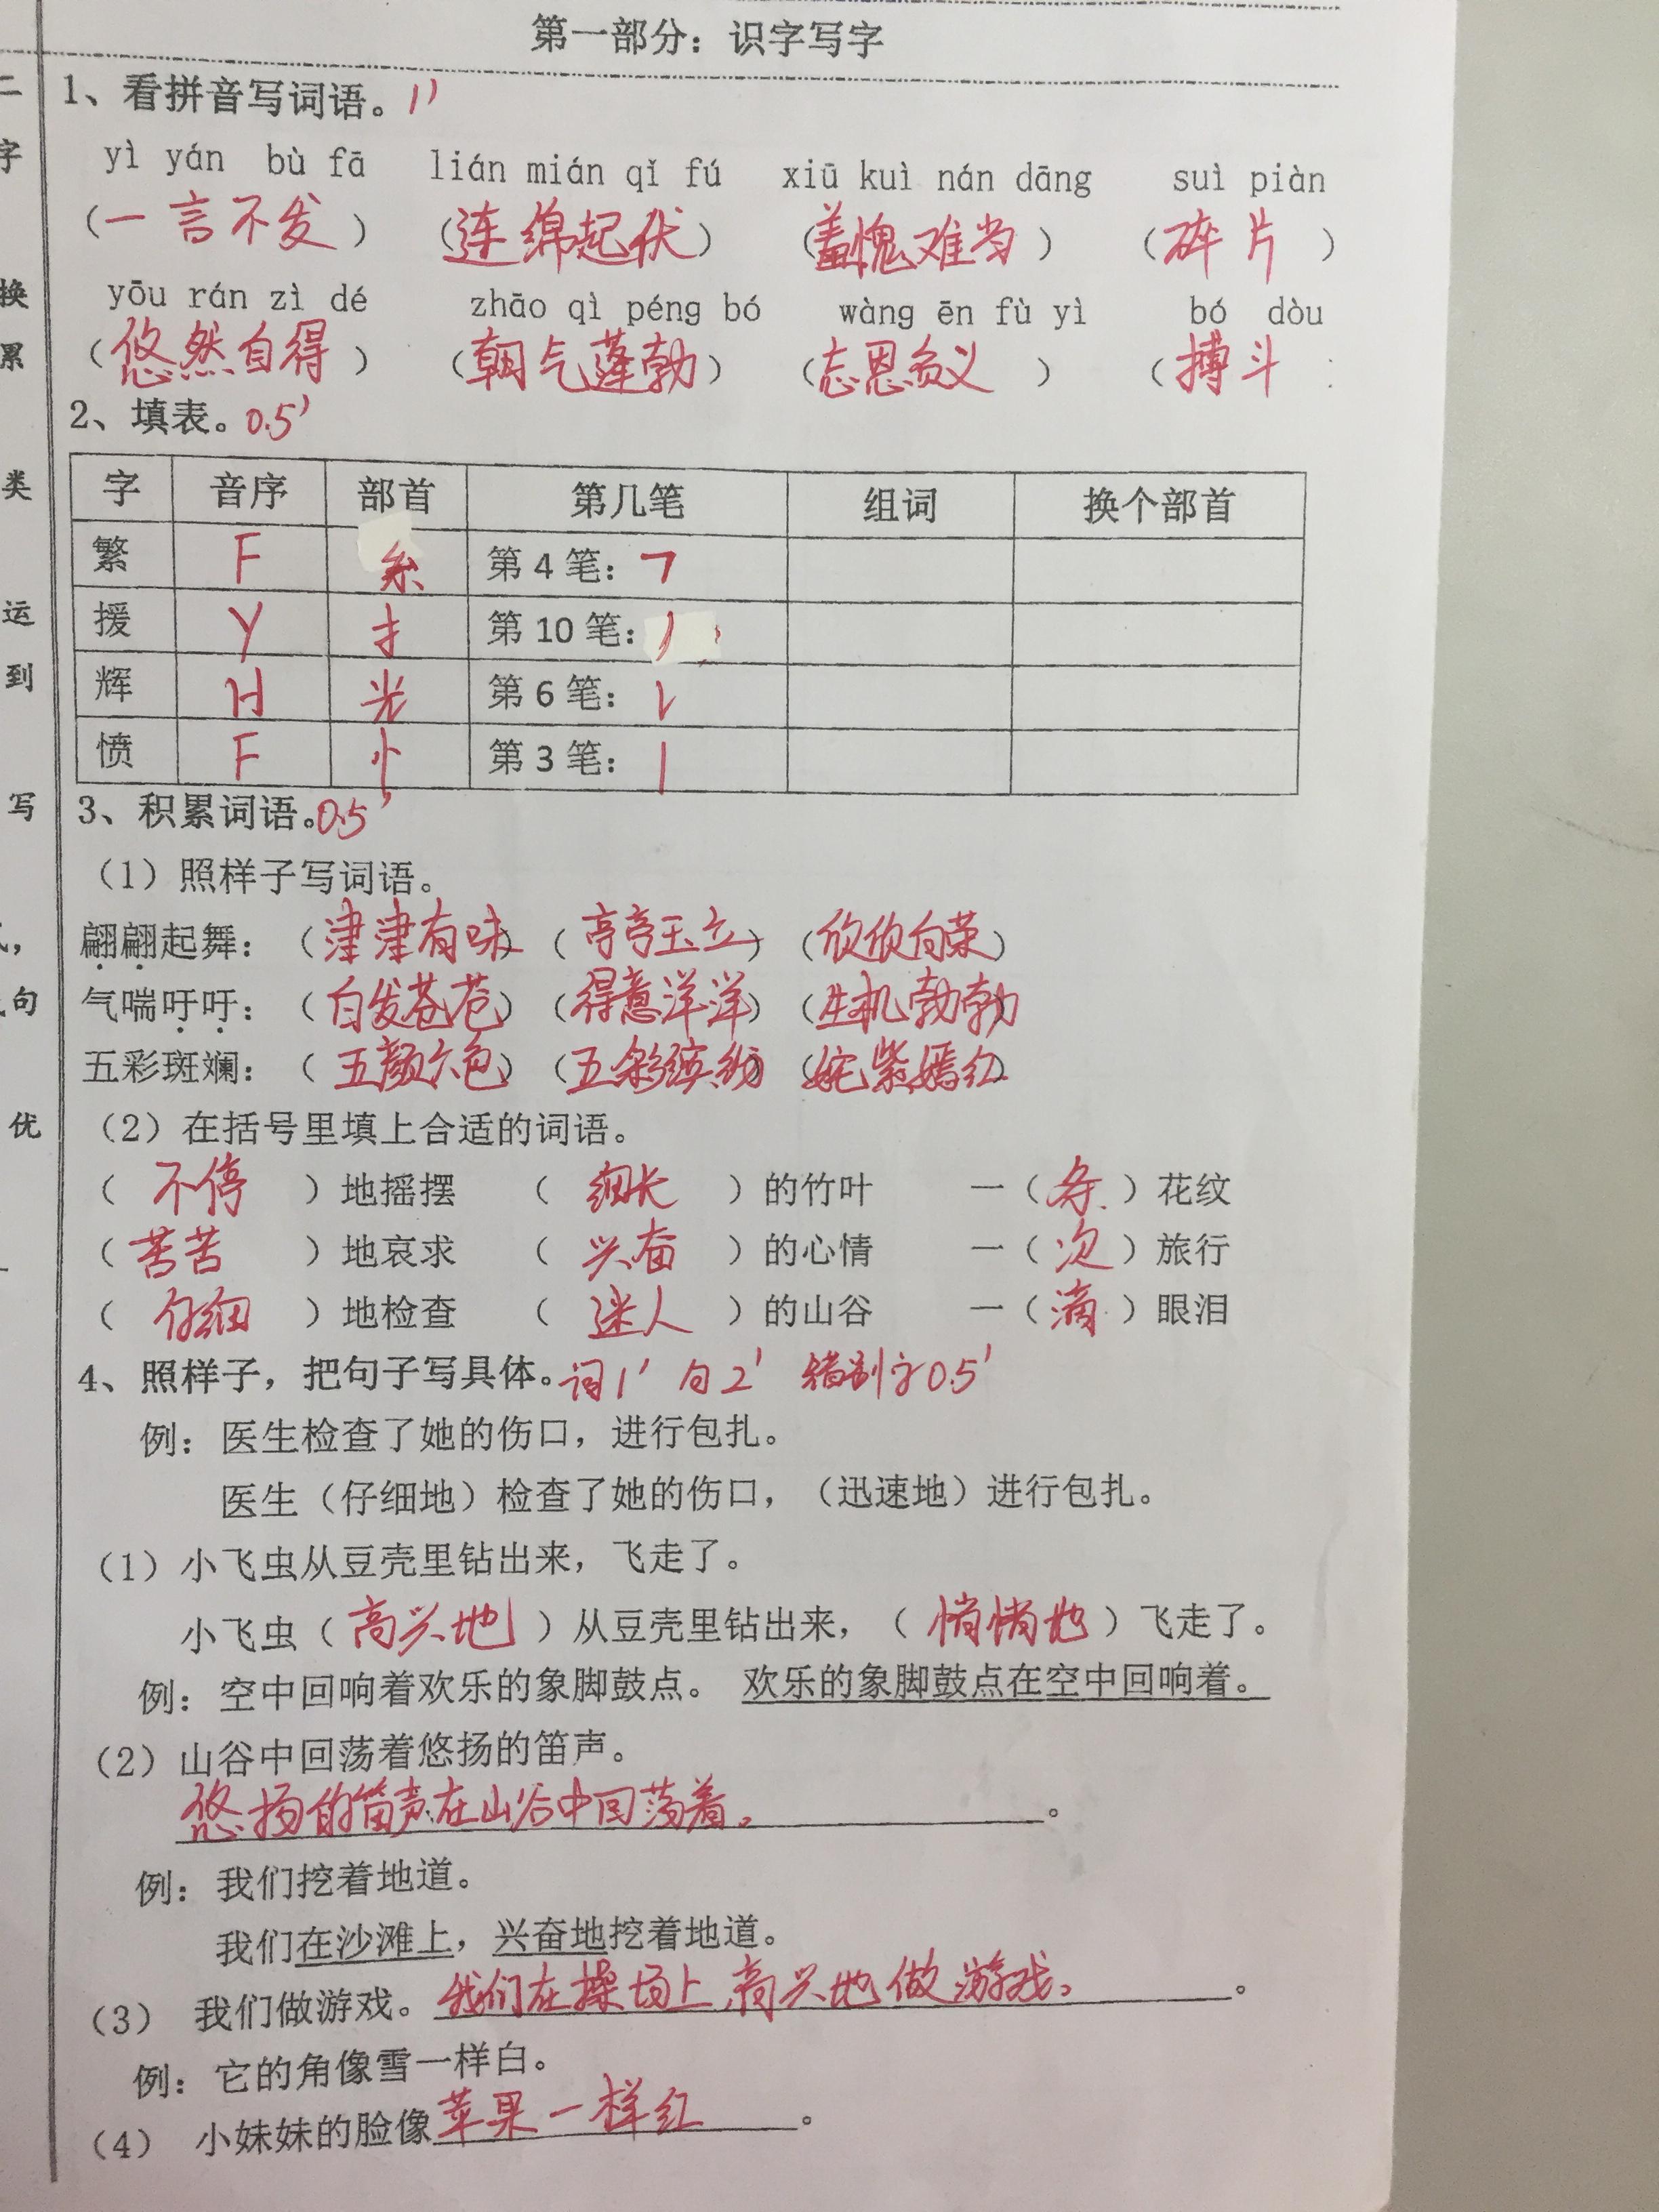 第一部分：识字写字
1、看拼音写词语。1'
yì yán bù fā lián mián qǐ fú xiū kuì nán dāng suì piàn
（一言不发）（连绵起伏）（羞愧难当）（碎片）
yōu rán zì dé zhāo qì péng bó wàng ēn fù yì bó dòu
（悠然自得）（朝气蓬勃）（忘恩负义）（搏斗
2、填表。0.5'
字 音序 部首 第几笔 组词 换个部首
繁 F 糸 第 4 笔：㇕
援 Y 扌 第 10 笔：丿
辉 H 光 第 6 笔：㇄
愤 F 忄 第 3 笔：丨
3、积累词语。0.5'
（1）照样子写词语。
翩翩起舞：（津津有味）（亭亭玉立）（欣欣向荣）
气喘吁吁：（白发苍苍）（得意洋洋）（生机勃勃）
五彩斑斓：（五颜六色）（五彩缤纷）（姹紫嫣红）
（2）在括号里填上合适的词语。
（不停）地摇摆 （细长）的竹叶 一（条）花纹
（苦苦）地哀求 （兴奋）的心情 一（次）旅行
（仔细）地检查 （迷人）的山谷 一（滴）眼泪
4、照样子，把句子写具体。词1' 句2' 错别字0.5'
例：医生检查了她的伤口，进行包扎。
医生（仔细地）检查了她的伤口，（迅速地）进行包扎。
（1）小飞虫从豆壳里钻出来，飞走了。
小飞虫（高兴地）从豆壳里钻出来，（悄悄地）飞走了。
例：空中回响着欢乐的象脚鼓点。 欢乐的象脚鼓点在空中回响着。
（2）山谷中回荡着悠扬的笛声。
悠扬的笛声在山谷中回荡着。。
例：我们挖着地道。
我们在沙滩上，兴奋地挖着地道。
（3） 我们做游戏。我们在操场上，高兴地做游戏。。
例：它的角像雪一样白。
（4） 小妹妹的脸像苹果一样红。
二
字
换
累
类
运
到
写
句
优